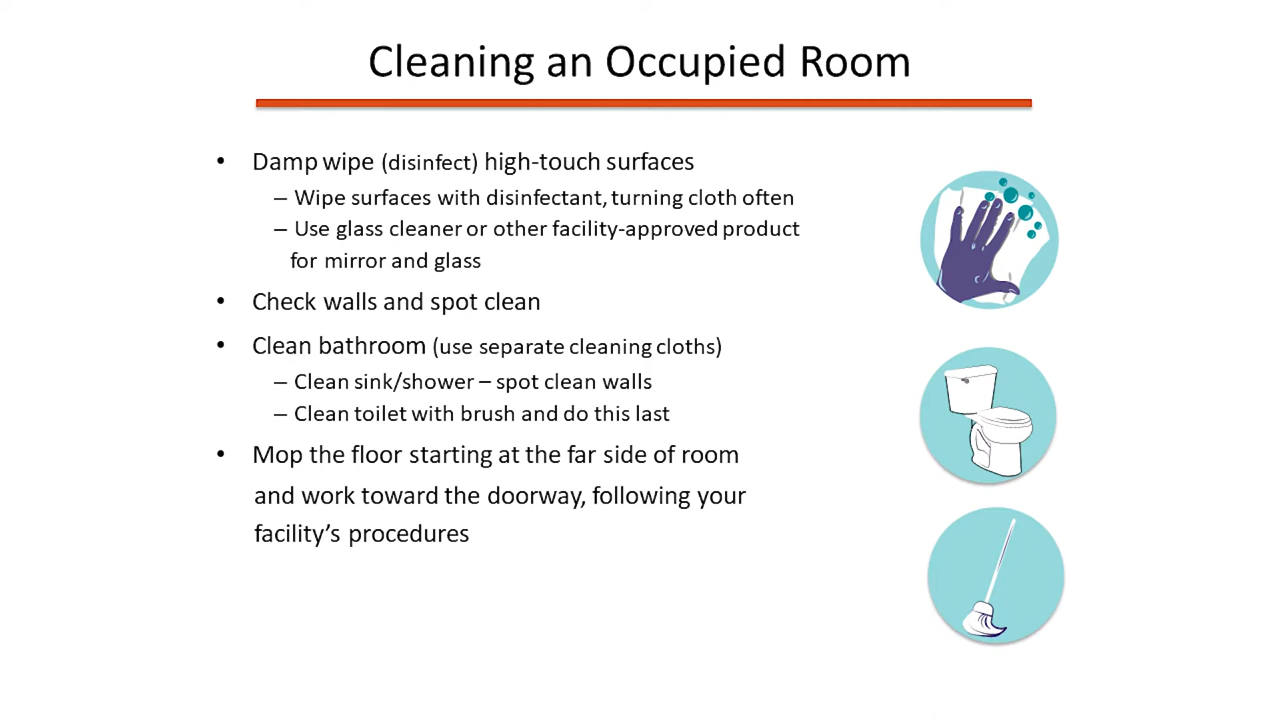 Cleaning an Occupied Room
• Damp wipe (disinfect) high-touch surfaces
– Wipe surfaces with disinfectant, turning cloth often
– Use glass cleaner or other facility-approved product
for mirror and glass
• Check walls and spot clean
• Clean bathroom (use separate cleaning cloths)
– Clean sink/shower – spot clean walls
– Clean toilet with brush and do this last
• Mop the floor starting at the far side of room
and work toward the doorway, following your
facility’s procedures